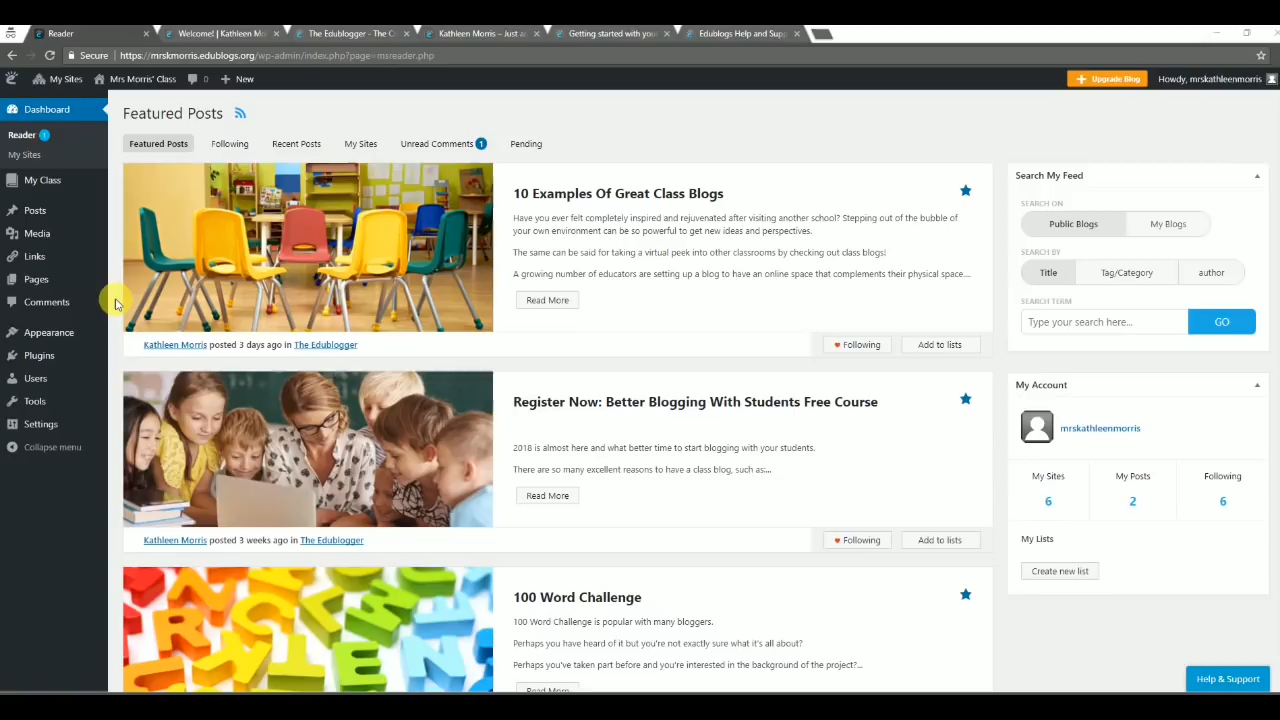 Reader
Welcome! | Kathleen Mo
The Edublogger – The C
Kathleen Morris – Just a
Getting started with your
Edublogs Help and Supp
Secure | https://mrskmorris.edublogs.org/wp-admin/index.php?page=msreader.php
My Sites Mrs Morris' Class 0 New Upgrade Blog Howdy, mrskathleenmorris
Dashboard
Reader 1
My Sites
My Class
Posts
Media
Links
Pages
Comments
Appearance
Plugins
Users
Tools
Settings
Collapse menu
Featured Posts
Featured Posts Following Recent Posts My Sites Unread Comments 1 Pending
10 Examples Of Great Class Blogs
Have you ever felt completely inspired and rejuvenated after visiting another school? Stepping out of the bubble of
your own environment can be so powerful to get new ideas and perspectives.
The same can be said for taking a virtual peek into other classrooms by checking out class blogs!
A growing number of educators are setting up a blog to have an online space that complements their physical space...
Read More
Kathleen Morris posted 3 days ago in The Edublogger
Following Add to lists
Register Now: Better Blogging With Students Free Course
2018 is almost here and what better time to start blogging with your students.
There are so many excellent reasons to have a class blog, such as:...
Read More
Kathleen Morris posted 3 weeks ago in The Edublogger
Following Add to lists
100 Word Challenge
100 Word Challenge is popular with many bloggers.
Perhaps you have heard of it but you're not exactly sure what it's all about?
Perhaps you've taken part before and you're interested in the background of the project?...
Read More
Search My Feed
SEARCH ON
Public Blogs My Blogs
SEARCH BY
Title Tag/Category author
SEARCH TERM
Type your search here... GO
My Account
mrskathleenmorris
My Sites My Posts Following
6 2 6
My Lists
Create new list
Help & Support